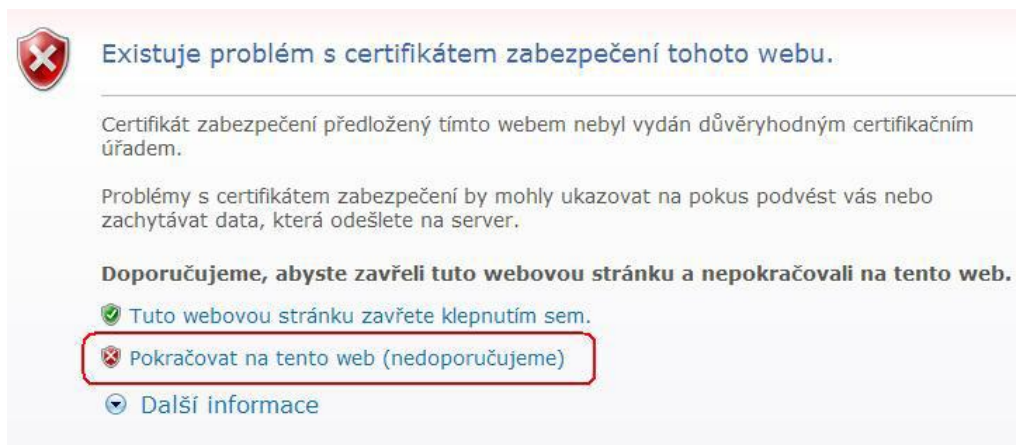 Existuje problém s certifikátem zabezpečení tohoto webu.
Certifikát zabezpečení předložený tímto webem nebyl vydán důvěryhodným certifikačním
úřadem.
Problémy s certifikátem zabezpečení by mohly ukazovat na pokus podvést vás nebo
zachytávat data, která odešlete na server.
Doporučujeme, abyste zavřeli tuto webovou stránku a nepokračovali na tento web.
Tuto webovou stránku zavřete klepnutím sem.
Pokračovat na tento web (nedoporučujeme)
Další informace